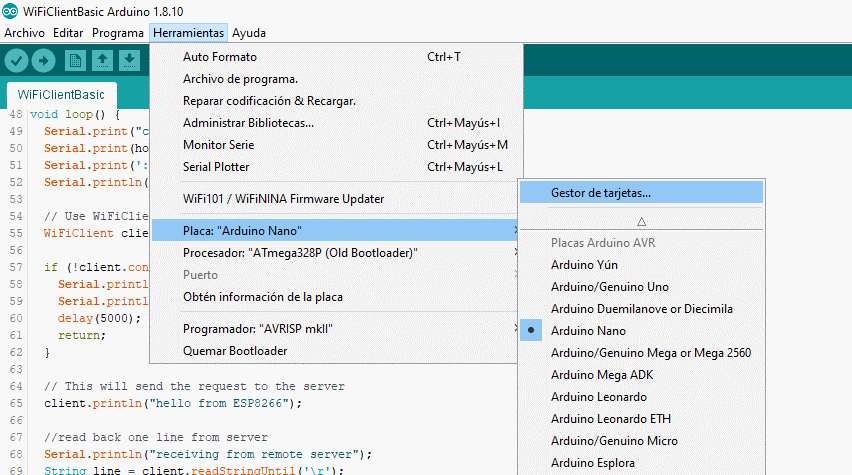 WiFiClientBasic Arduino 1.8.10
Archivo Editar Programa Herramientas Ayuda
WiFiClientBasic
Auto Formato Ctrl+T
Archivo de programa.
Reparar codificación & Recargar.
Administrar Bibliotecas... Ctrl+Mayús+I
Monitor Serie Ctrl+Mayús+M
Serial Plotter Ctrl+Mayús+L
WiFi101 / WiFiNINA Firmware Updater
Placa: "Arduino Nano"
Procesador: "ATmega328P (Old Bootloader)"
Puerto
Obtén información de la placa
Programador: "AVRISP mkII"
Quemar Bootloader
Gestor de tarjetas...
Placas Arduino AVR
Arduino Yún
Arduino/Genuino Uno
Arduino Duemilanove or Diecimila
Arduino Nano
Arduino/Genuino Mega or Mega 2560
Arduino Mega ADK
Arduino Leonardo
Arduino Leonardo ETH
Arduino/Genuino Micro
Arduino Esplora
48 void loop() {
49 Serial.print("c
50 Serial.print(ho
51 Serial.print(':
52 Serial.println(
53
54 // Use WiFiClie
55 WiFiClient clie
56
57 if (!client.con
58 Serial.printl
59 Serial.printl
60 delay(5000);
61 return;
62 }
63
64 // This will send the request to the server
65 client.println("hello from ESP8266");
66
67 //read back one line from server
68 Serial.println("receiving from remote server");
69 String line = client.readStringUntil('\r');